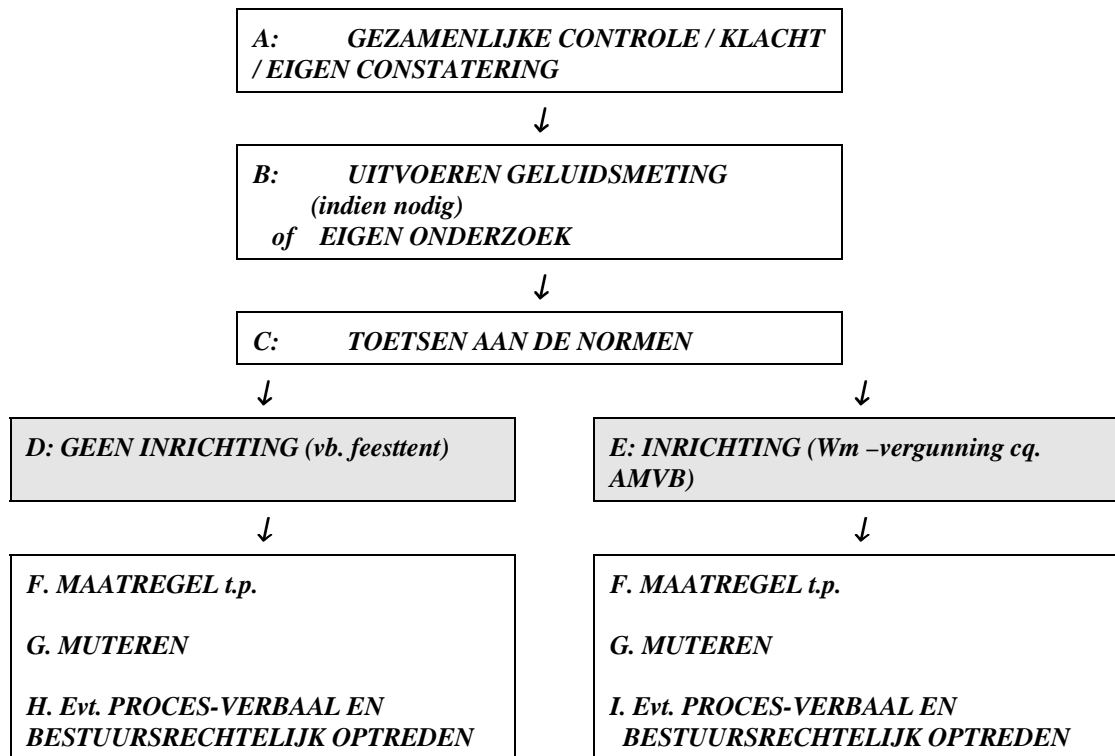 A: GEZAMENLIJKE CONTROLE / KLACHT
/ EIGEN CONSTATERING
↓
B: UITVOEREN GELUIDSMETING
(indien nodig)
of EIGEN ONDERZOEK
↓
C: TOETSEN AAN DE NORMEN
↓ ↓
D: GEEN INRICHTING (vb. feesttent)
E: INRICHTING (Wm –vergunning cq.
AMVB)
↓ ↓
F. MAATREGEL t.p.
G. MUTEREN
H. Evt. PROCES-VERBAAL EN
BESTUURSRECHTELIJK OPTREDEN
F. MAATREGEL t.p.
G. MUTEREN
I. Evt. PROCES-VERBAAL EN
BESTUURSRECHTELIJK OPTREDEN